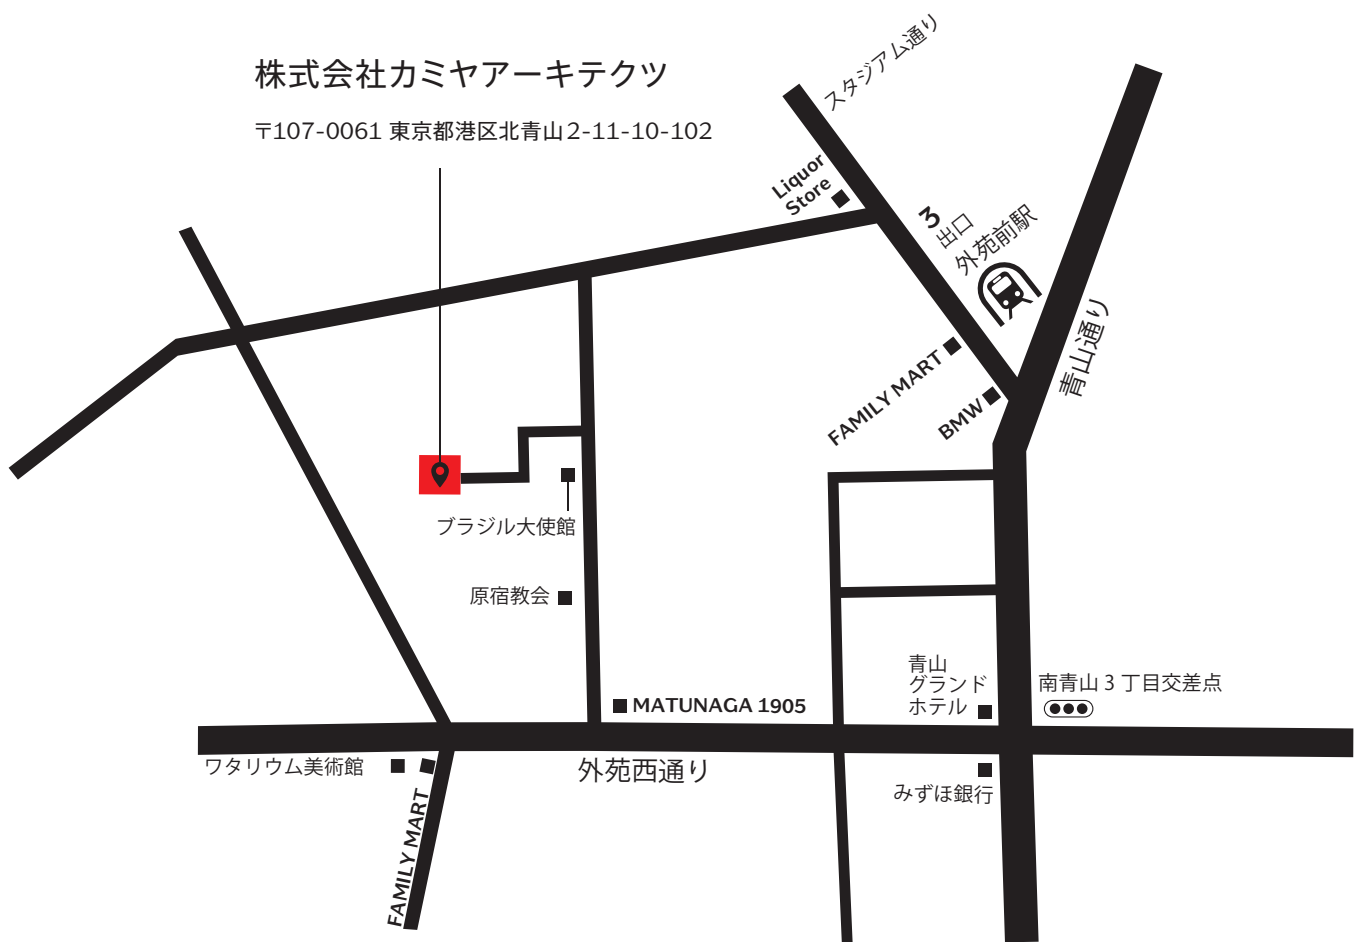 株式会社カミヤアーキテクツ
〒107-0061 東京都港区北青山2-11-10-102
スタジアム通り
Liquor
Store
3
出口
外苑前駅
青山通り
FAMILY MART
BMW
ブラジル大使館
原宿教会
MATUNAGA 1905
青山
グランド
ホテル
南青山3丁目交差点
ワタリウム美術館
FAMILY MART
外苑西通り
みずほ銀行